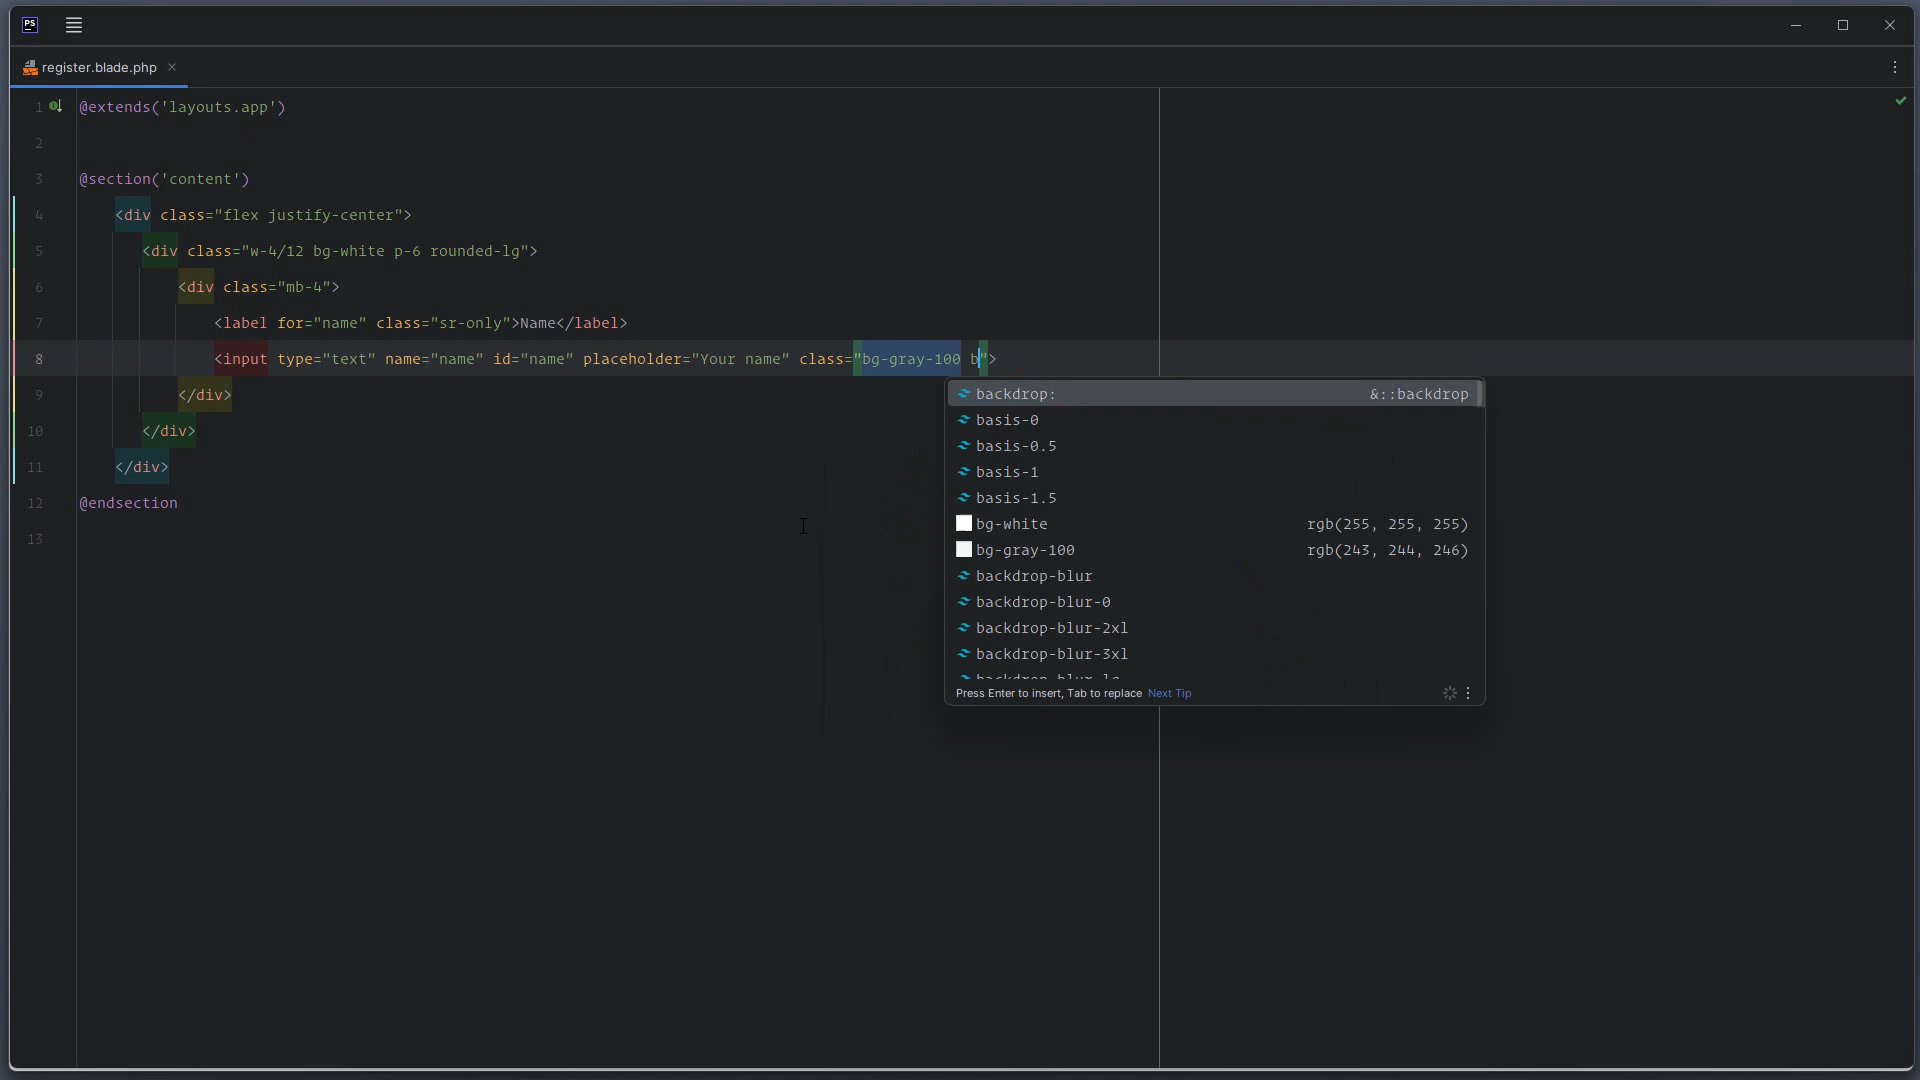 PS
register.blade.php
1 @extends('layouts.app')
2
3 @section('content')
4 <div class="flex justify-center">
5 <div class="w-4/12 bg-white p-6 rounded-lg">
6 <div class="mb-4">
7 <label for="name" class="sr-only">Name</label>
8 <input type="text" name="name" id="name" placeholder="Your name" class="bg-gray-100 b">
9 </div>
10 </div>
11 </div>
12 @endsection
13
backdrop: &::backdrop
basis-0
basis-0.5
basis-1
basis-1.5
bg-white rgb(255, 255, 255)
bg-gray-100 rgb(243, 244, 246)
backdrop-blur
backdrop-blur-0
backdrop-blur-2xl
backdrop-blur-3xl
backdrop-blur-lg
Press Enter to insert, Tab to replace Next Tip